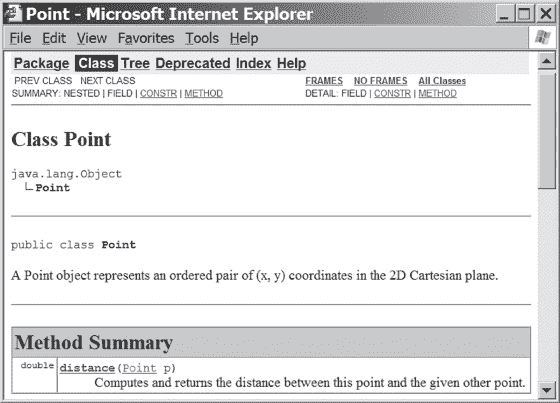 Point - Microsoft Internet Explorer
File Edit View Favorites Tools Help
Package Class Tree Deprecated Index Help
PREV CLASS NEXT CLASS FRAMES NO FRAMES All Classes
SUMMARY: NESTED | FIELD | CONSTR | METHOD DETAIL: FIELD | CONSTR | METHOD
Class Point
java.lang.Object
Point
public class Point
A Point object represents an ordered pair of (x, y) coordinates in the 2D Cartesian plane.
Method Summary
double distance(Point p)
Computes and returns the distance between this point and the given other point.